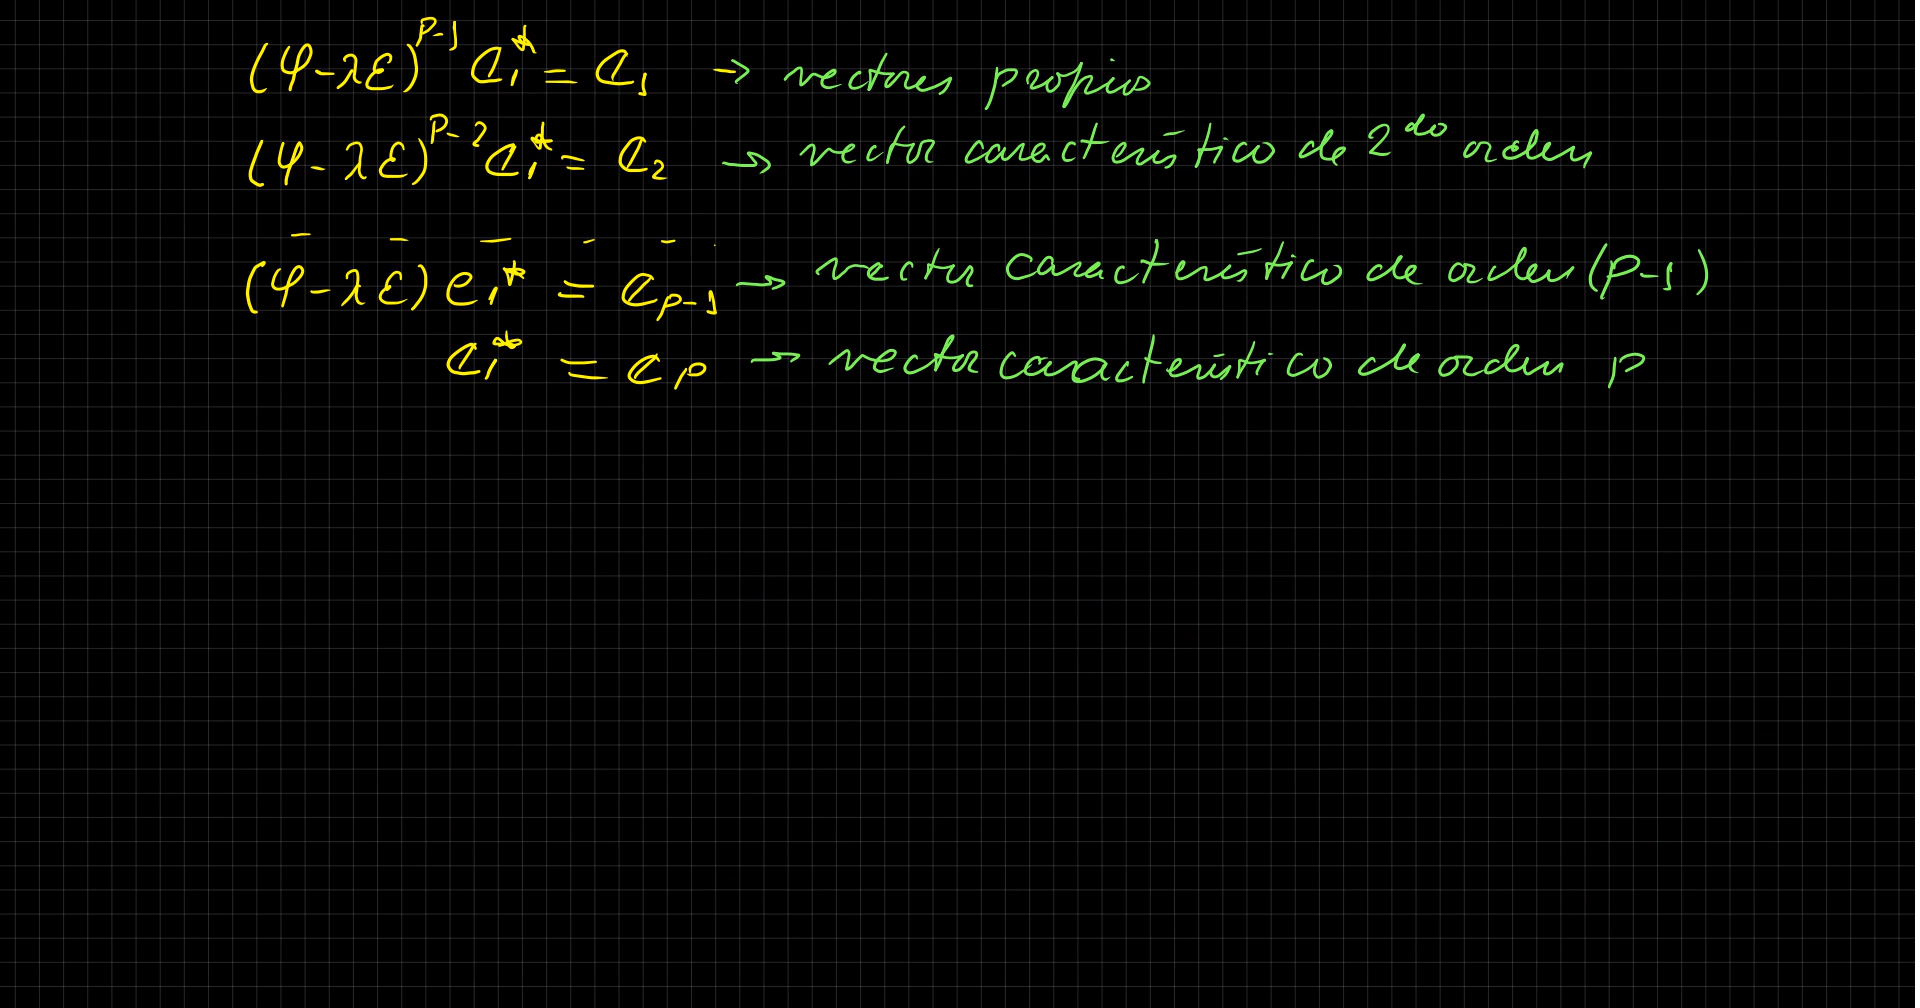 (φ-λε)^{p-1} e₁* = e₁ → vectores propios
(φ-λε)^{p-2} e₁* = e₂ → vector característico de 2^{do} orden
- - - - -
(φ-λε) e₁* = e_{p-1} → vector característico de orden (p-1)
e₁* = e_p → vector característico de orden p